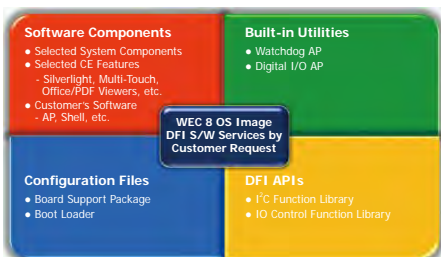 Software Components
● Selected System Components
● Selected CE Features
- Silverlight, Multi-Touch,
Office/PDF Viewers, etc.
● Customer's Software
- AP, Shell, etc.
Built-in Utilities
● Watchdog AP
● Digital I/O AP
WEC 8 OS Image
DFI S/W Services by
Customer Request
Configuration Files
● Board Support Package
● Boot Loader
DFI APIs
● I²C Function Library
● IO Control Function Library